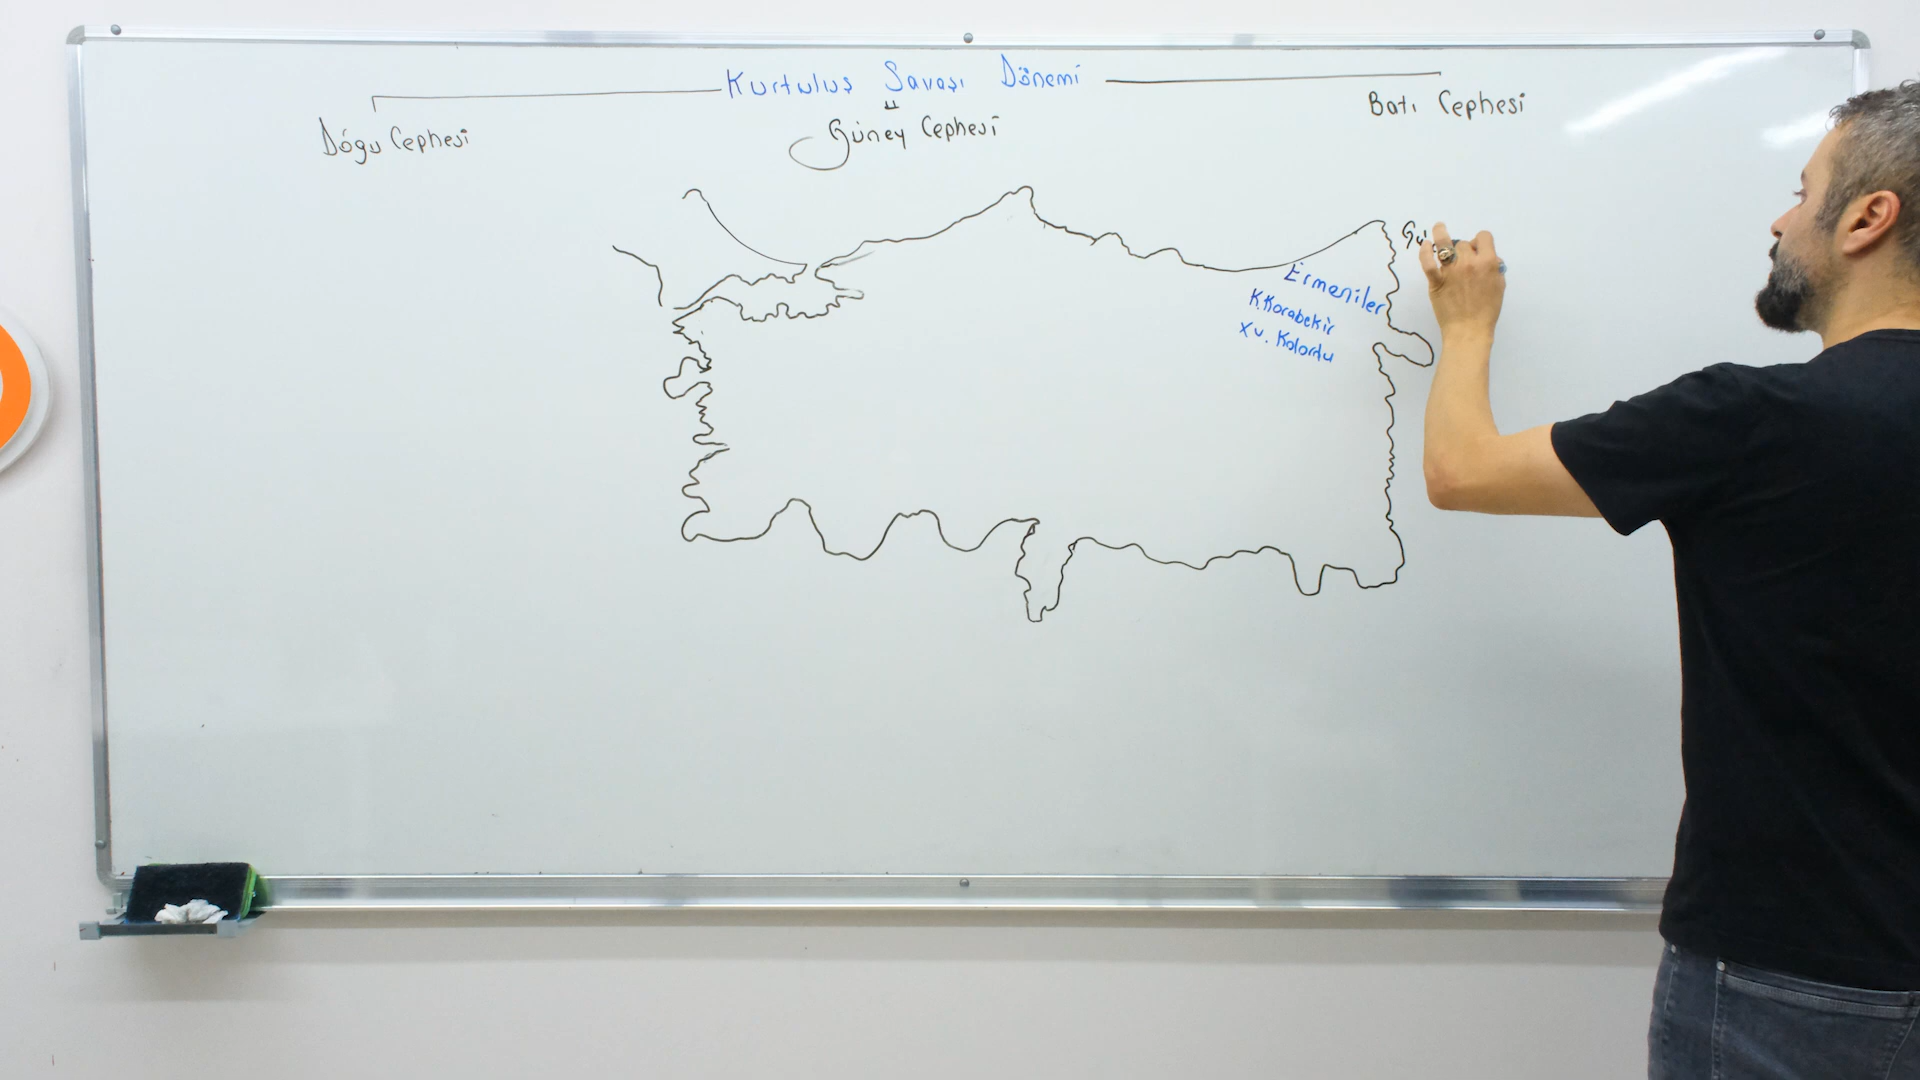 Kurtuluş Savaşı Dönemi
Doğu Cephesi
Güney Cephesi
Batı Cephesi
Ermeniler
K.Karabekir
XV. Kolordu